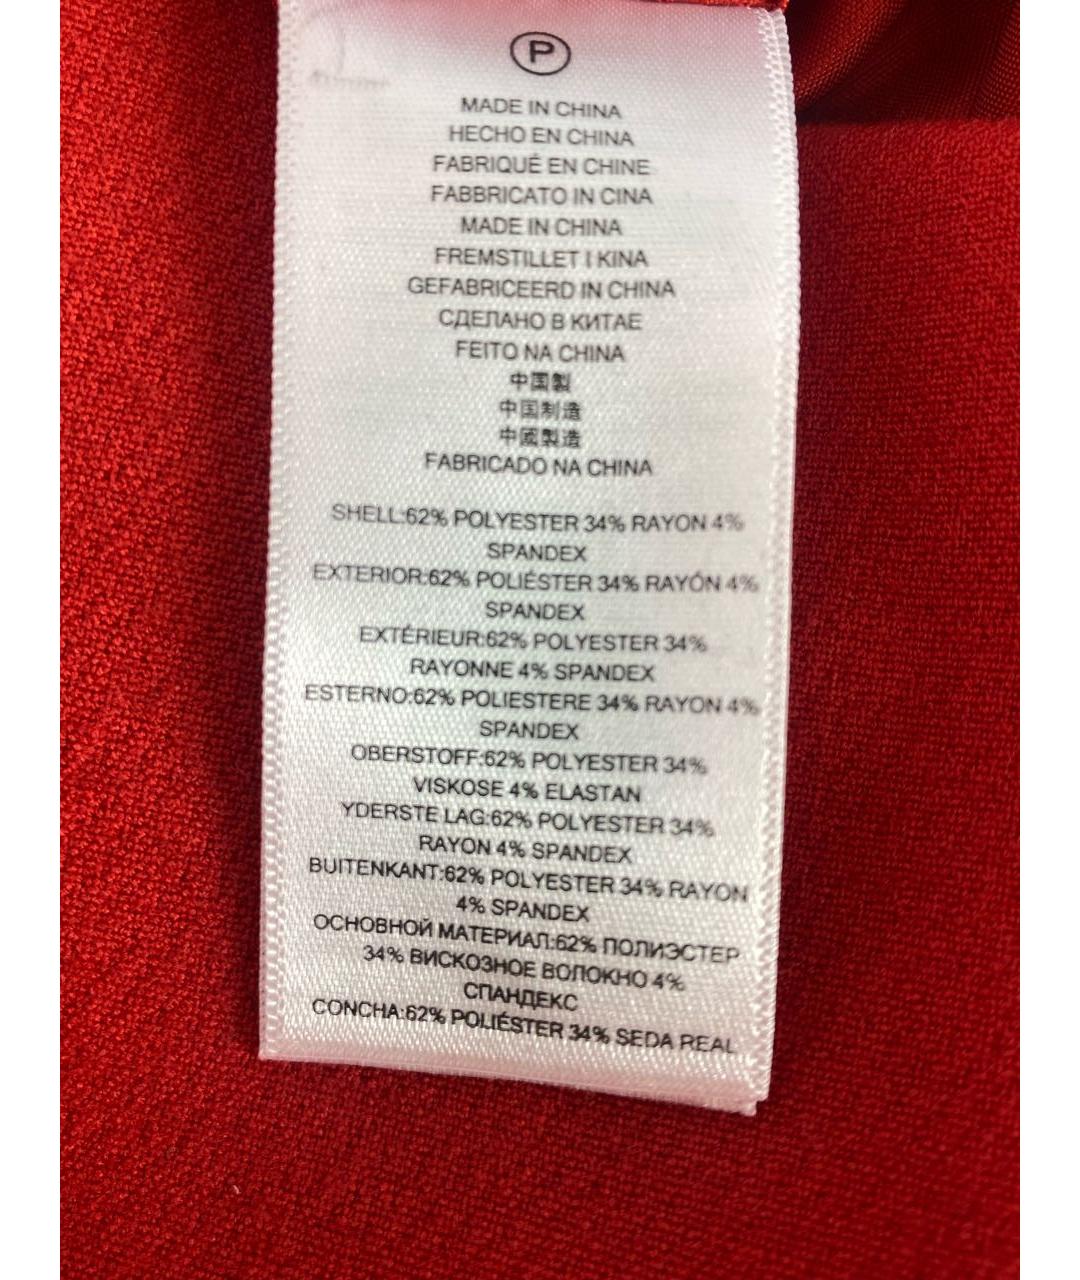 P
MADE IN CHINA
HECHO EN CHINA
FABRIQUÉ EN CHINE
FABBRICATO IN CINA
MADE IN CHINA
FREMSTILLET I KINA
GEFABRICEERD IN CHINA
СДЕЛАНО В КИТАЕ
FEITO NA CHINA
中国製
中国制造
中國製造
FABRICADO NA CHINA
SHELL:62% POLYESTER 34% RAYON 4%
SPANDEX
EXTERIOR:62% POLIÉSTER 34% RAYÓN 4%
SPANDEX
EXTÉRIEUR:62% POLYESTER 34%
RAYONNE 4% SPANDEX
ESTERNO:62% POLIESTERE 34% RAYON 4%
SPANDEX
OBERSTOFF:62% POLYESTER 34%
VISKOSE 4% ELASTAN
YDERSTE LAG:62% POLYESTER 34%
RAYON 4% SPANDEX
BUITENKANT:62% POLYESTER 34% RAYON
4% SPANDEX
ОСНОВНОЙ МАТЕРИАЛ:62% ПОЛИЭСТЕР
34% ВИСКОЗНОЕ ВОЛОКНО 4%
СПАНДЕКС
CONCHA:62% POLIÉSTER 34% SEDA REAL